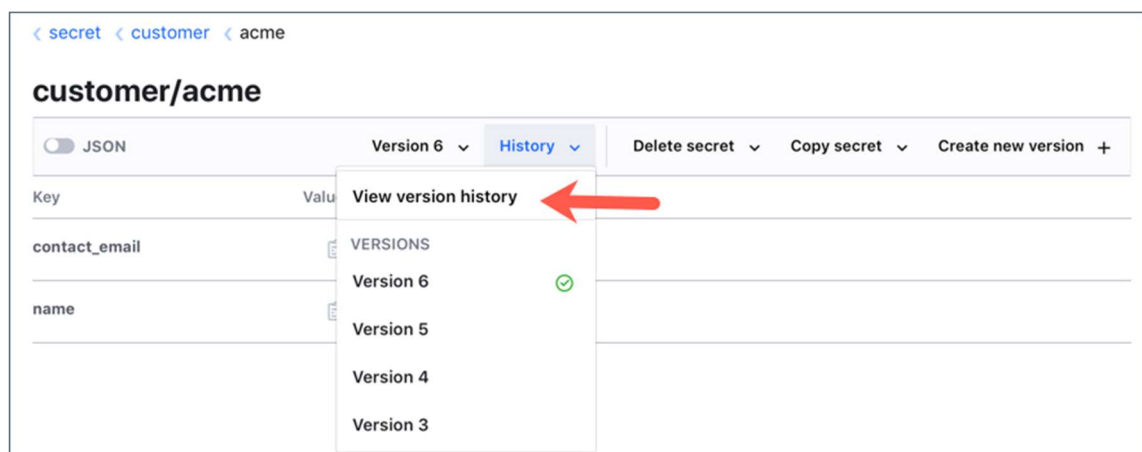 secret customer acme
customer/acme
JSON Version 6 History Delete secret Copy secret Create new version +
Key Valu View version history
contact_email VERSIONS
Version 6
name
Version 5
Version 4
Version 3